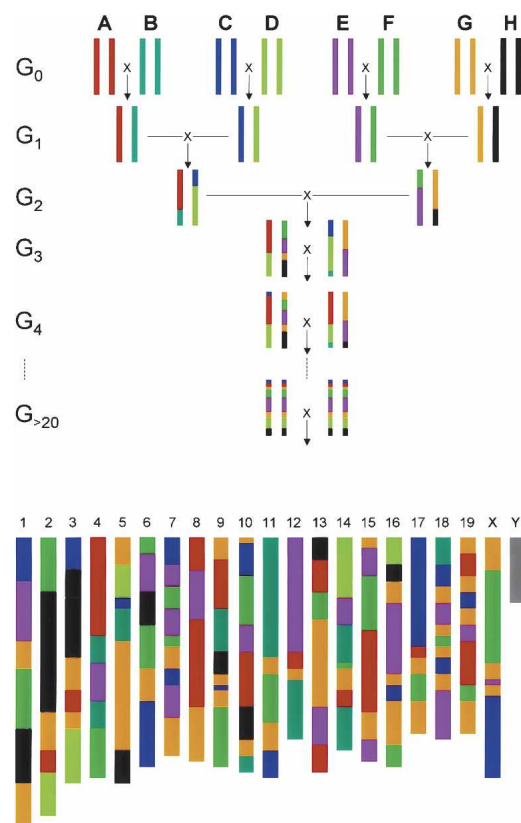 A B C D E F G H
G0 X X X X
G1 X X
G2 X
G3 X
G4 X
G>20 X
1 2 3 4 5 6 7 8 9 10 11 12 13 14 15 16 17 18 19 X Y